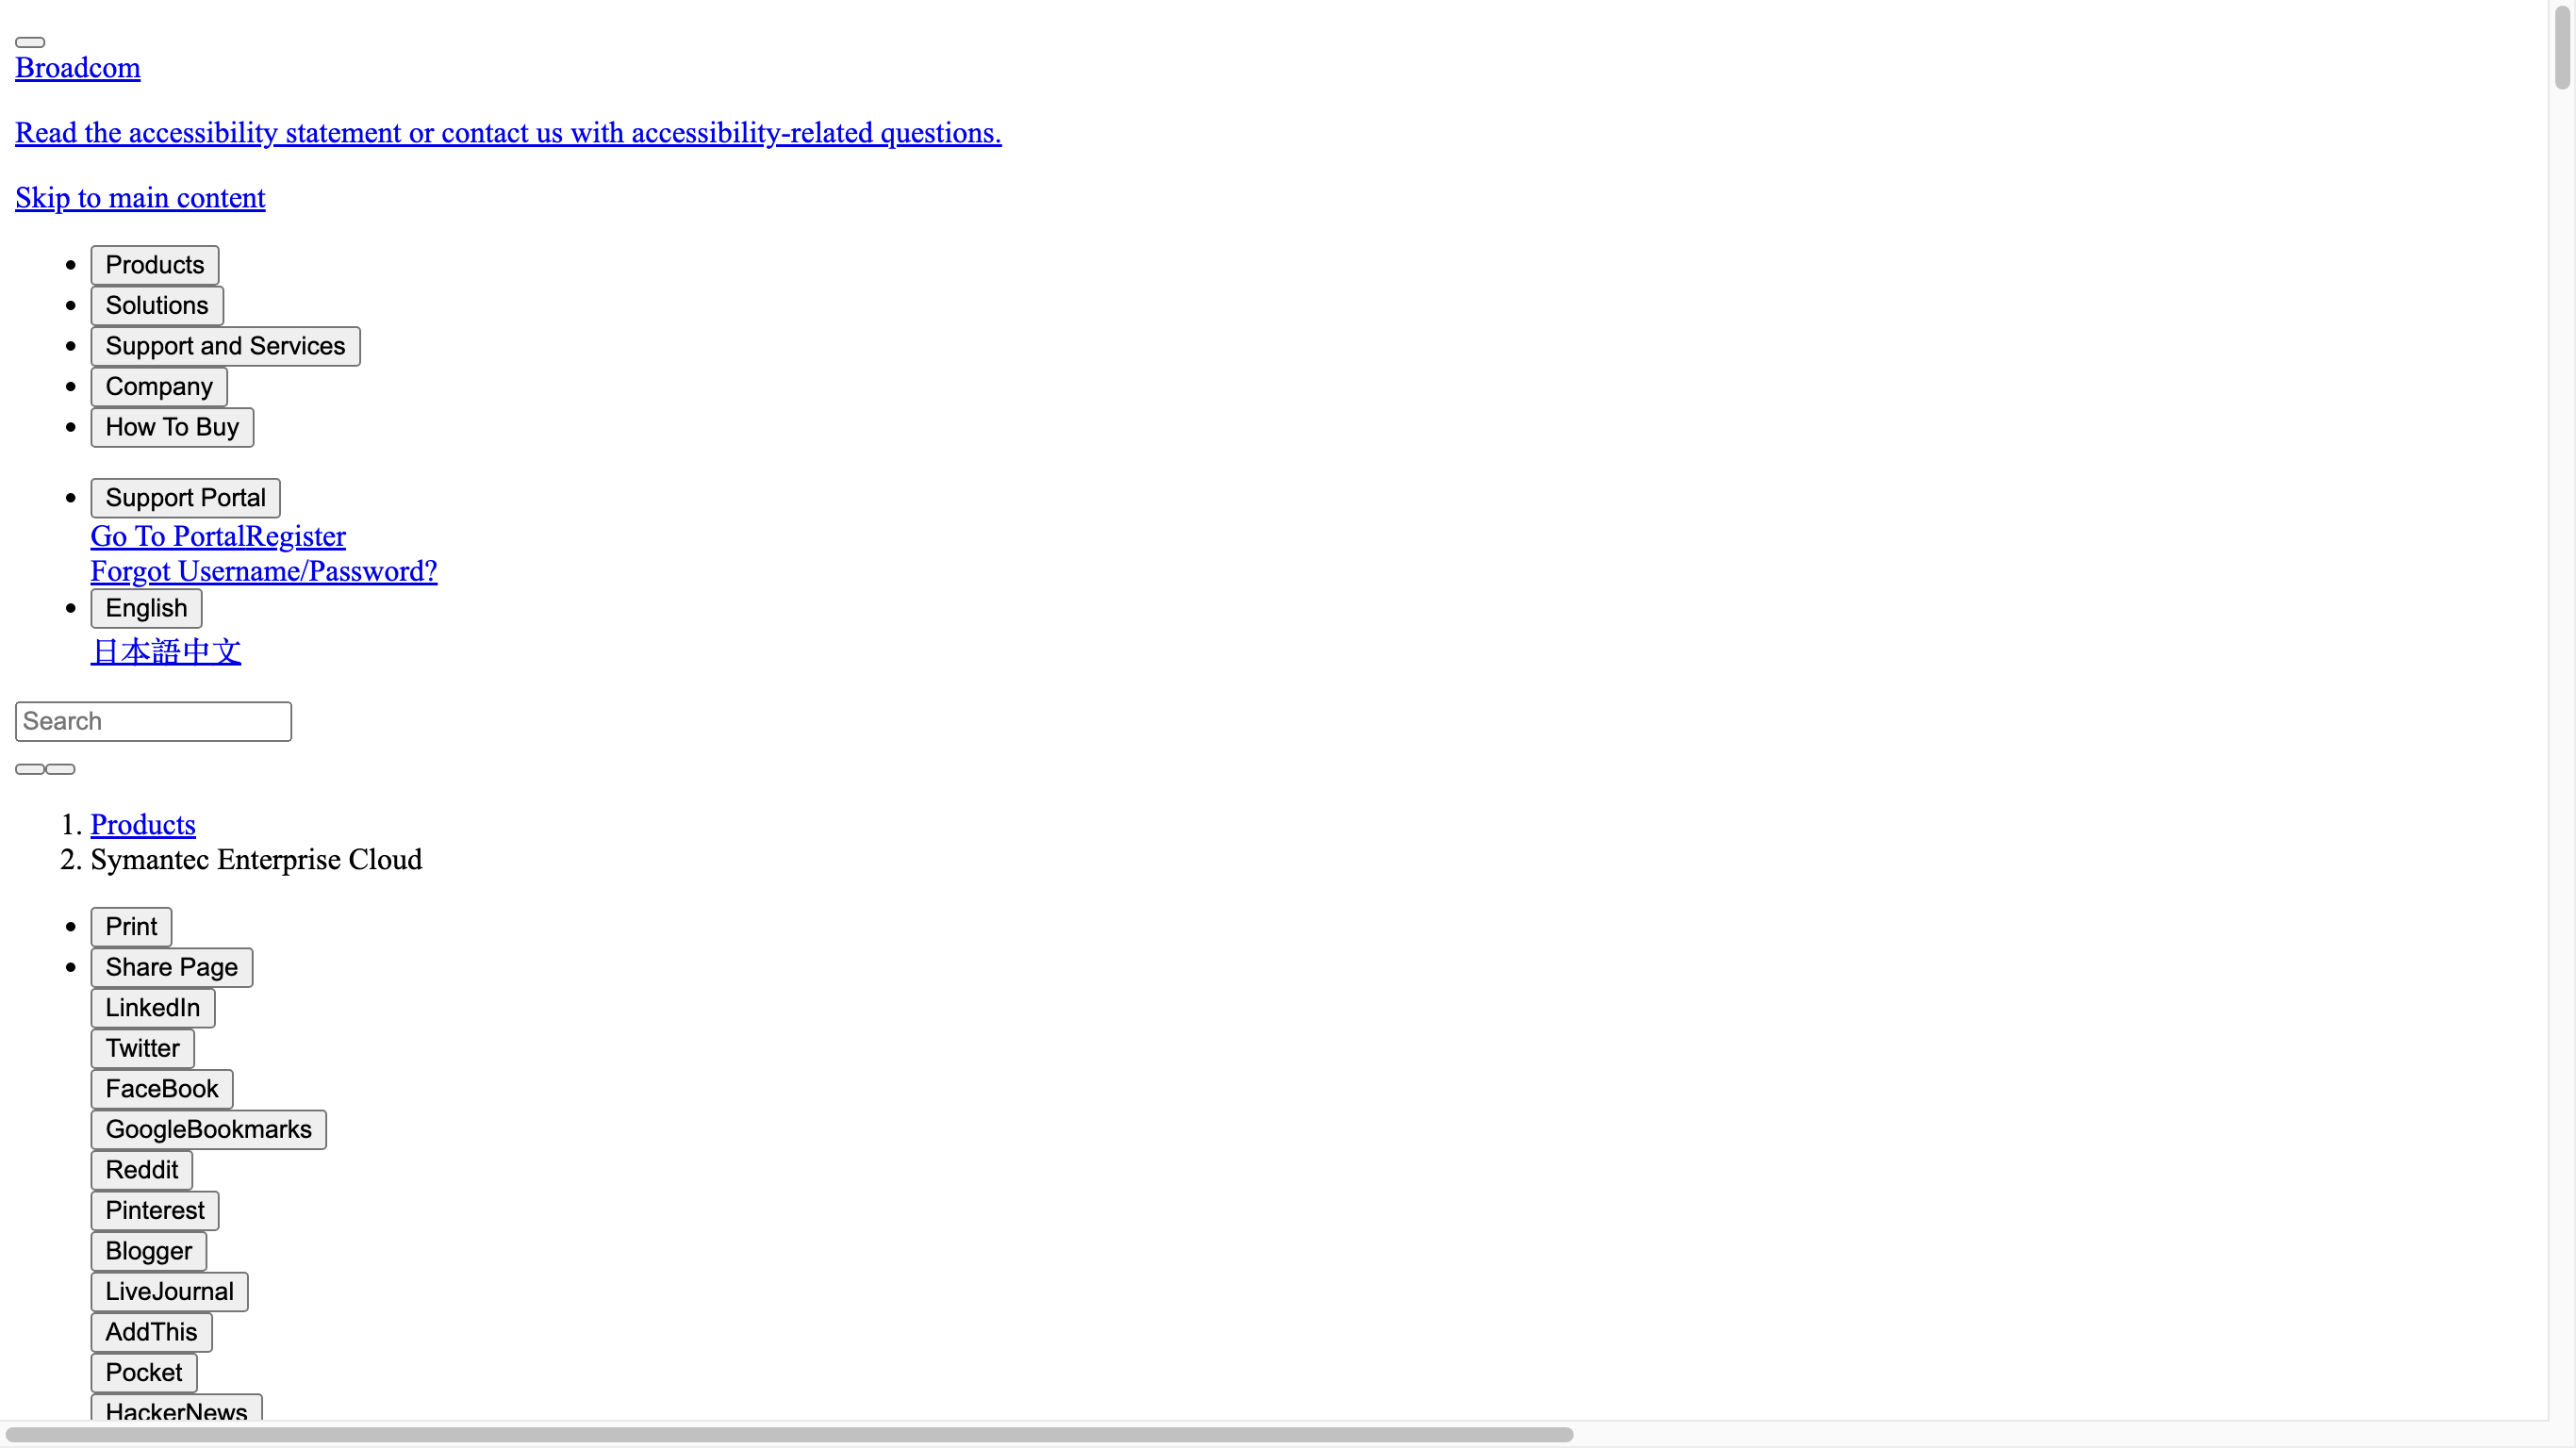 Broadcom
Read the accessibility statement or contact us with accessibility-related questions.
Skip to main content
Products
Solutions
Support and Services
Company
How To Buy
Support Portal
Go To PortalRegister
Forgot Username/Password?
English
日本語中文
Search
1. Products
2. Symantec Enterprise Cloud
Print
Share Page
LinkedIn
Twitter
FaceBook
GoogleBookmarks
Reddit
Pinterest
Blogger
LiveJournal
AddThis
Pocket
HackerNews